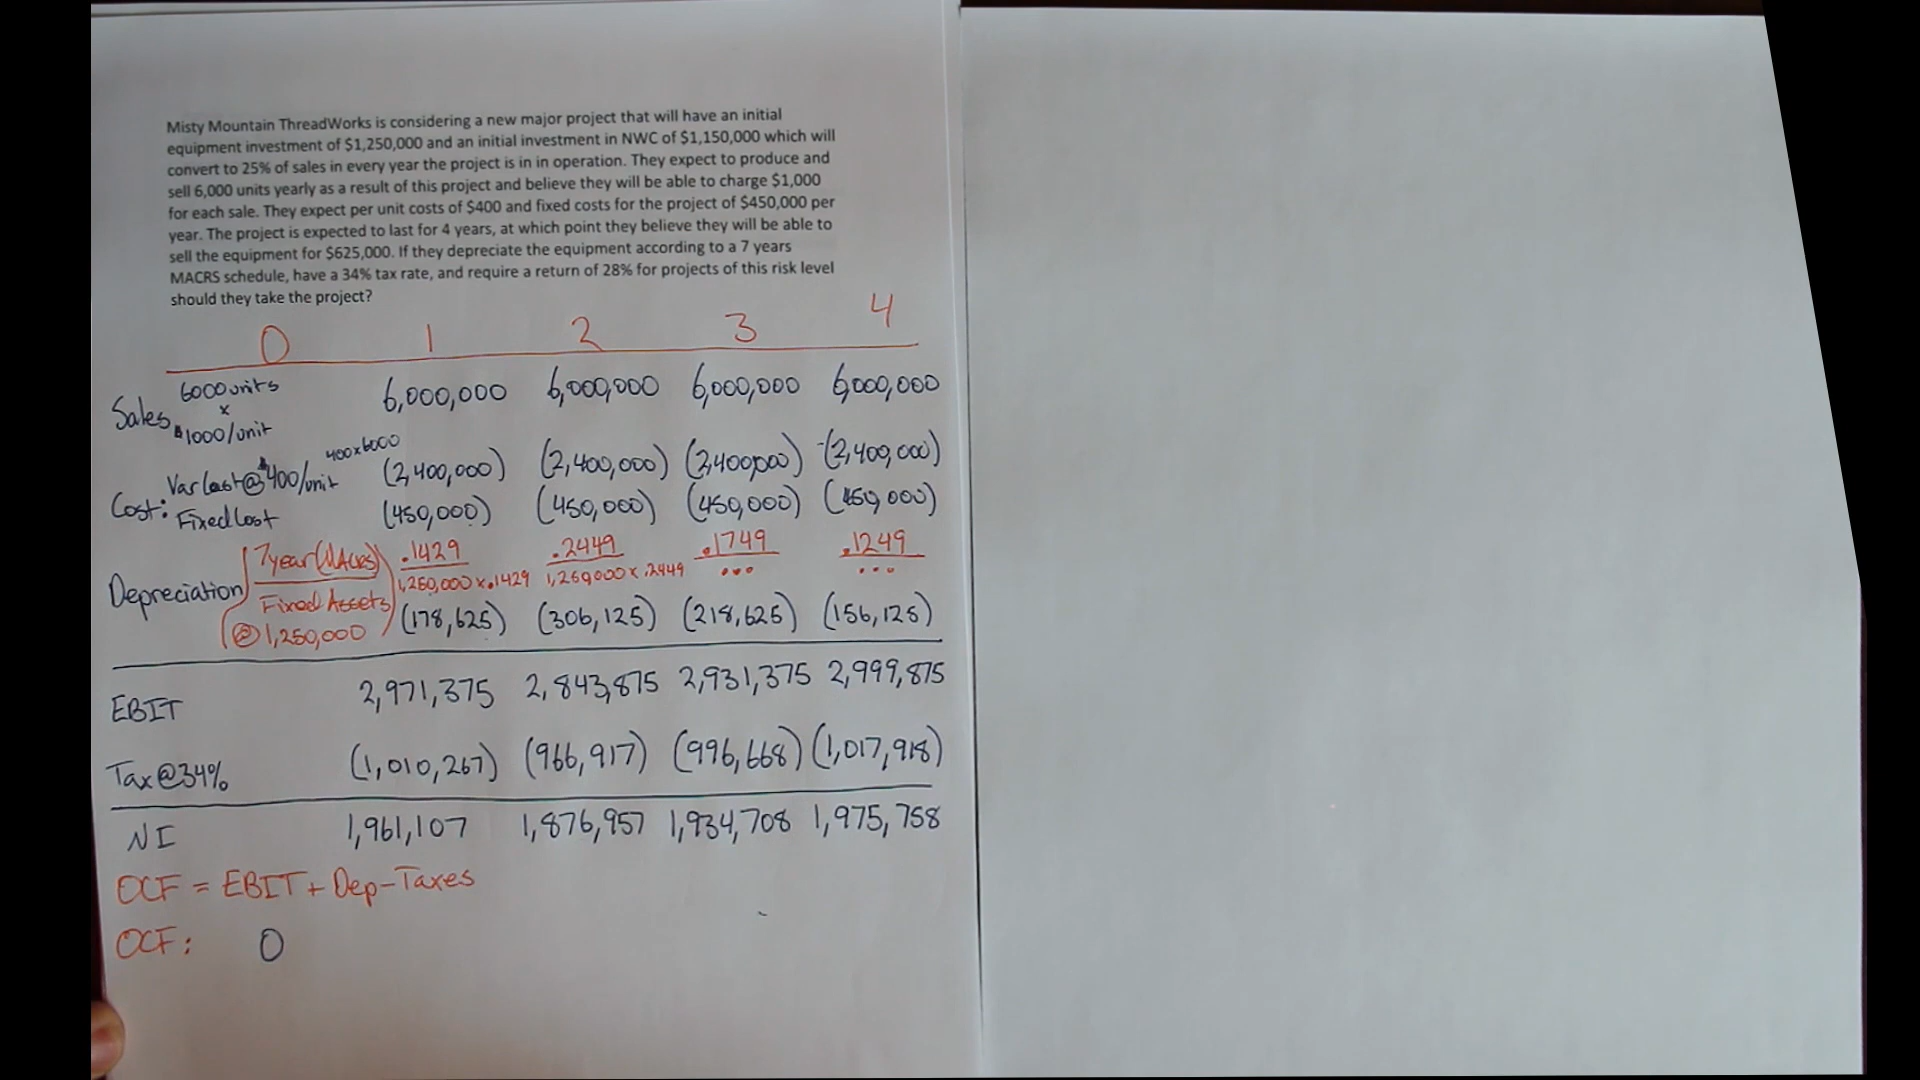 Misty Mountain ThreadWorks is considering a new major project that will have an initial
equipment investment of $1,250,000 and an initial investment in NWC of $1,150,000 which will
convert to 25% of sales in every year the project is in in operation. They expect to produce and
sell 6,000 units yearly as a result of this project and believe they will be able to charge $1,000
for each sale. They expect per unit costs of $400 and fixed costs for the project of $450,000 per
year. The project is expected to last for 4 years, at which point they believe they will be able to
sell the equipment for $625,000. If they depreciate the equipment according to a 7 years
MACRS schedule, have a 34% tax rate, and require a return of 28% for projects of this risk level
should they take the project?
0 1 2 3 4
Sales 6000 units x $1000/unit 6,000,000 6,000,000 6,000,000 6,000,000
Cost: Var Cost @ $400/unit 400x6000 (2,400,000) (2,400,000) (2,400,000) (2,400,000)
Fixed Cost (450,000) (450,000) (450,000) (450,000)
Depreciation 7 year (MACRS) .1429 .2449 .1749 .1249
Fixed Assets 1,250,000 x .1429 1,250,000 x .2449 ... ...
@ 1,250,000 (178,625) (306,125) (218,625) (156,125)
EBIT 2,971,375 2,843,875 2,931,375 2,999,875
Tax @ 34% (1,010,267) (966,917) (996,668) (1,017,918)
NI 1,961,107 1,876,957 1,934,708 1,975,758
OCF = EBIT + Dep - Taxes
OCF: 0